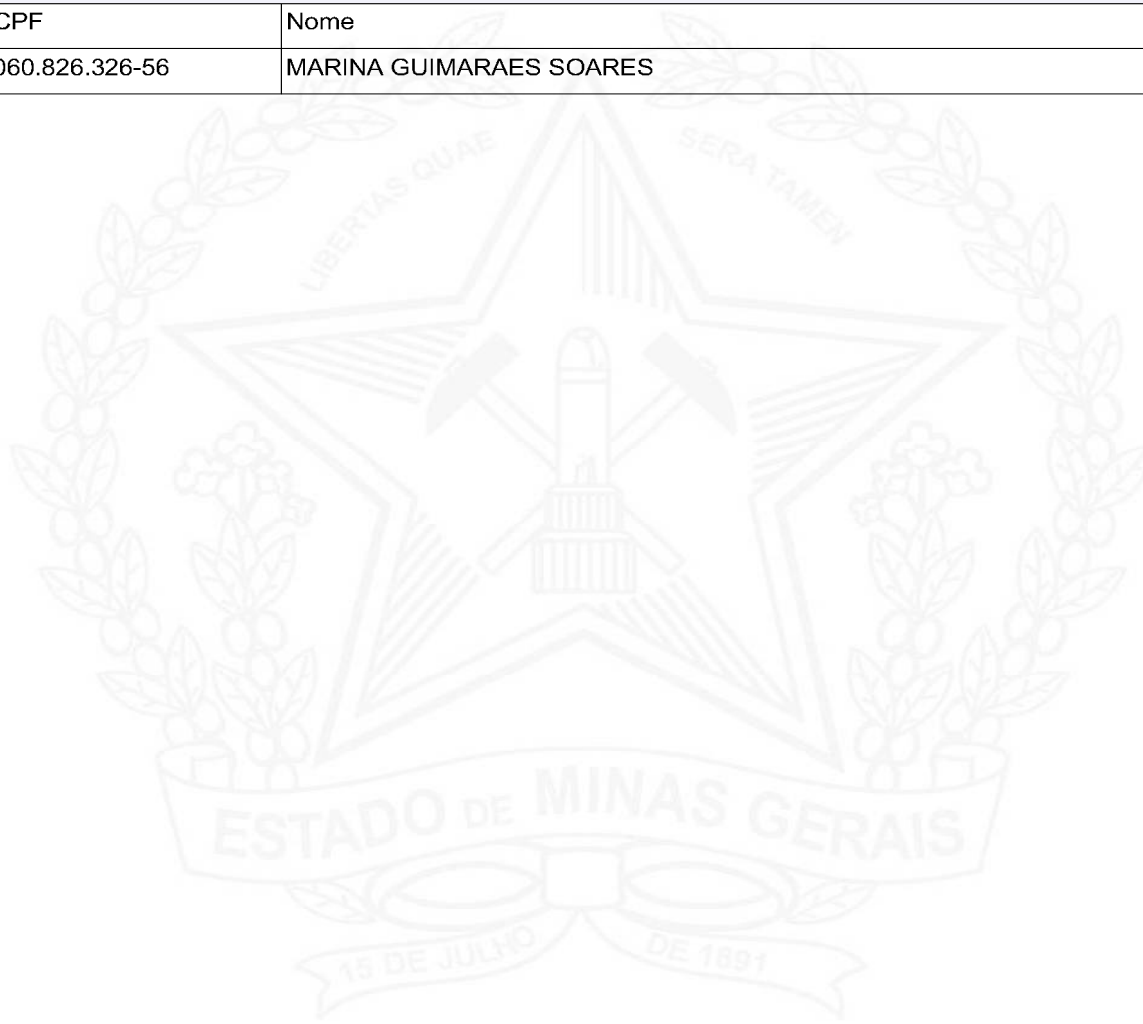 CPF Nome
060.826.326-56 MARINA GUIMARAES SOARES
LIBERTAS QUAE SERA TAMEN
ESTADO DE MINAS GERAIS
15 DE JULHO DE 1891